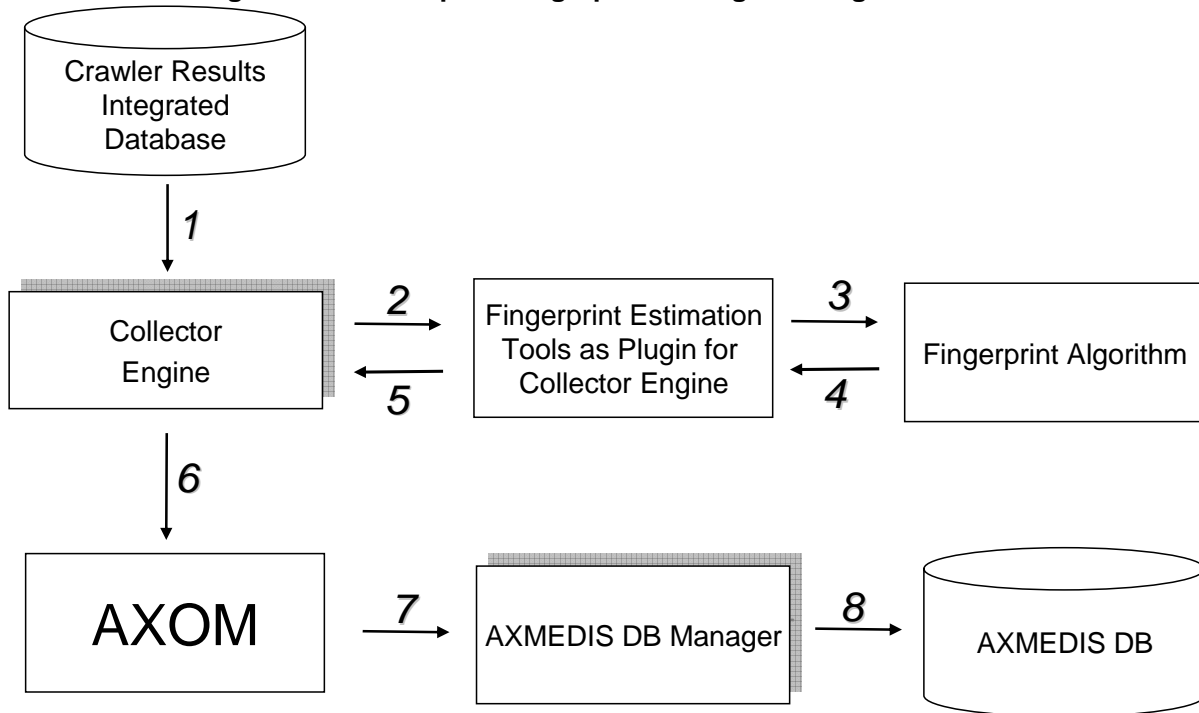 Crawler Results
Integrated
Database
1
Collector
Engine
2
5
Fingerprint Estimation
Tools as Plugin for
Collector Engine
3
4
Fingerprint Algorithm
6
AXOM
7
AXMEDIS DB Manager
8
AXMEDIS DB